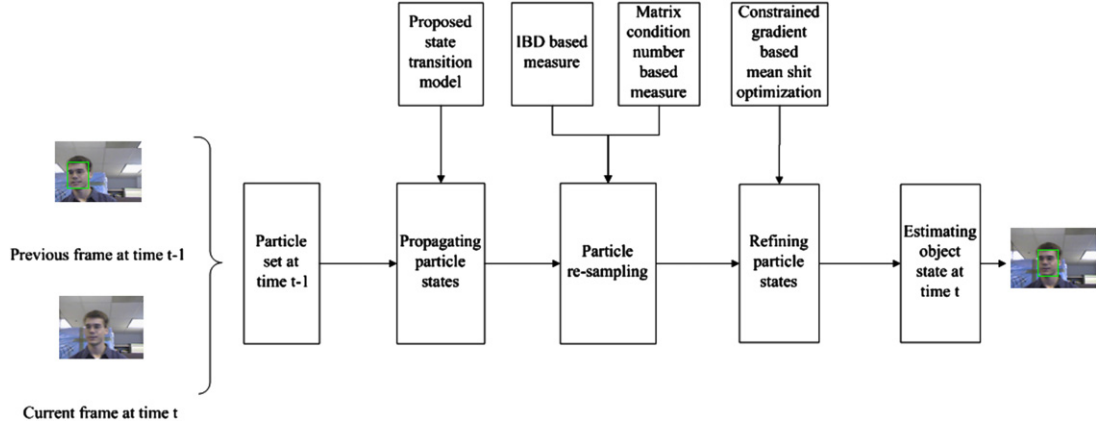 Proposed
state
transition
model
IBD based
measure
Matrix
condition
number
based
measure
Constrained
gradient
based
mean shit
optimization
Previous frame at time t-1
Current frame at time t
Particle
set at
time t-1
Propagating
particle
states
Particle
re-sampling
Refining
particle
states
Estimating
object
state at
time t